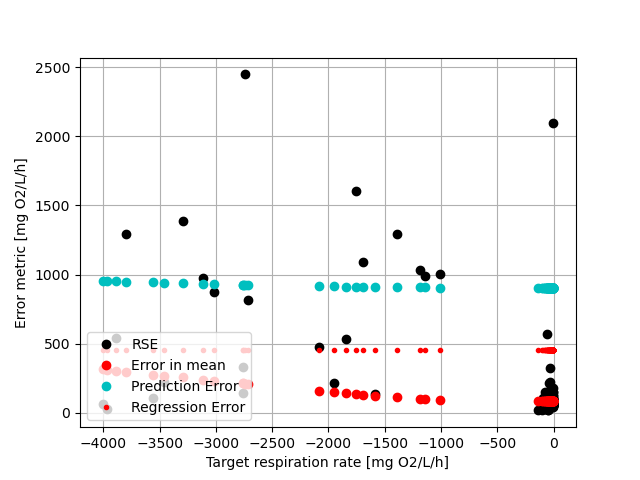 2500
2000
1500
1000
500
0
Error metric [mg O2/L/h]
RSE
Error in mean
Prediction Error
Regression Error
−4000 −3500 −3000 −2500 −2000 −1500 −1000 −500 0
Target respiration rate [mg O2/L/h]